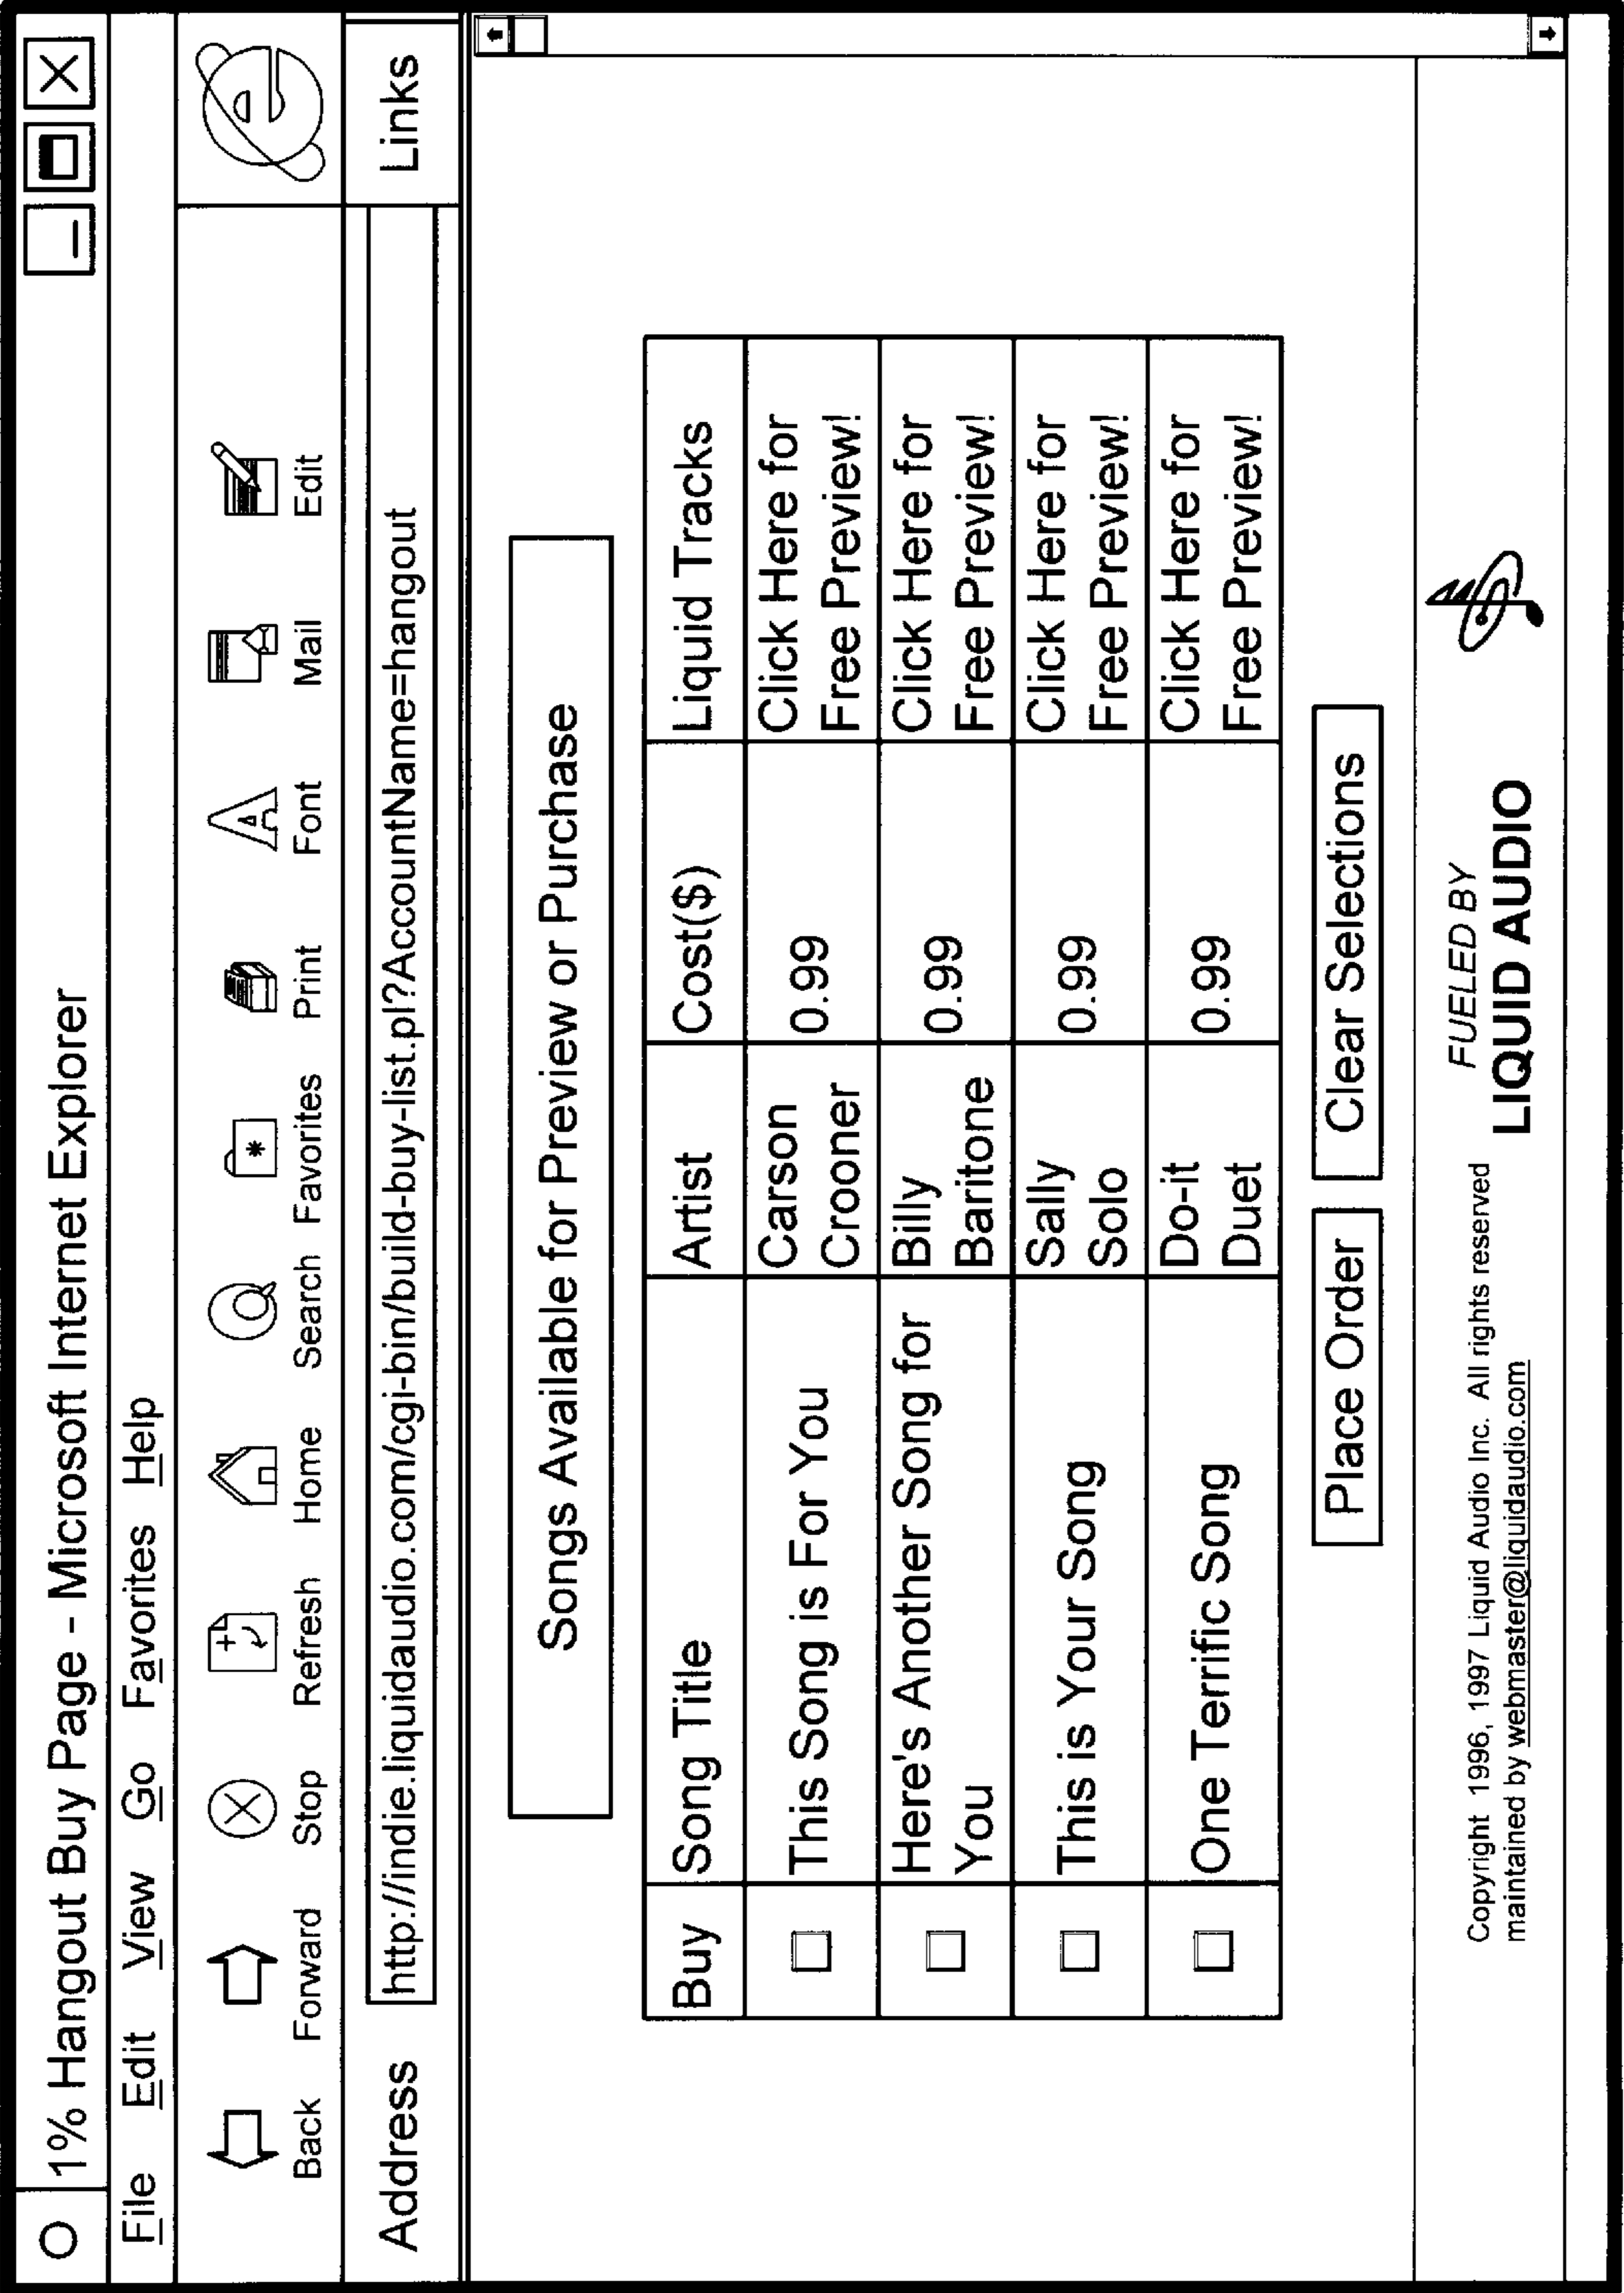 1% Hangout Buy Page - Microsoft Internet Explorer
File Edit View Go Favorites Help
Back Forward Stop Refresh Home Search Favorites Print Font Mail Edit
Address http://indie.liquidaudio.com/cgi-bin/build-buy-list.pl?AccountName=hangout Links
Songs Available for Preview or Purchase
Buy Song Title Artist Cost($) Liquid Tracks
This Song is For You Carson Crooner 0.99 Click Here for Free Preview!
Here's Another Song for You Billy Baritone 0.99 Click Here for Free Preview!
This is Your Song Sally Solo 0.99 Click Here for Free Preview!
One Terrific Song Do-it Duet 0.99 Click Here for Free Preview!
Place Order Clear Selections
Copyright 1996, 1997 Liquid Audio Inc. All rights reserved
maintained by webmaster@liquidaudio.com
FUELED BY
LIQUID AUDIO